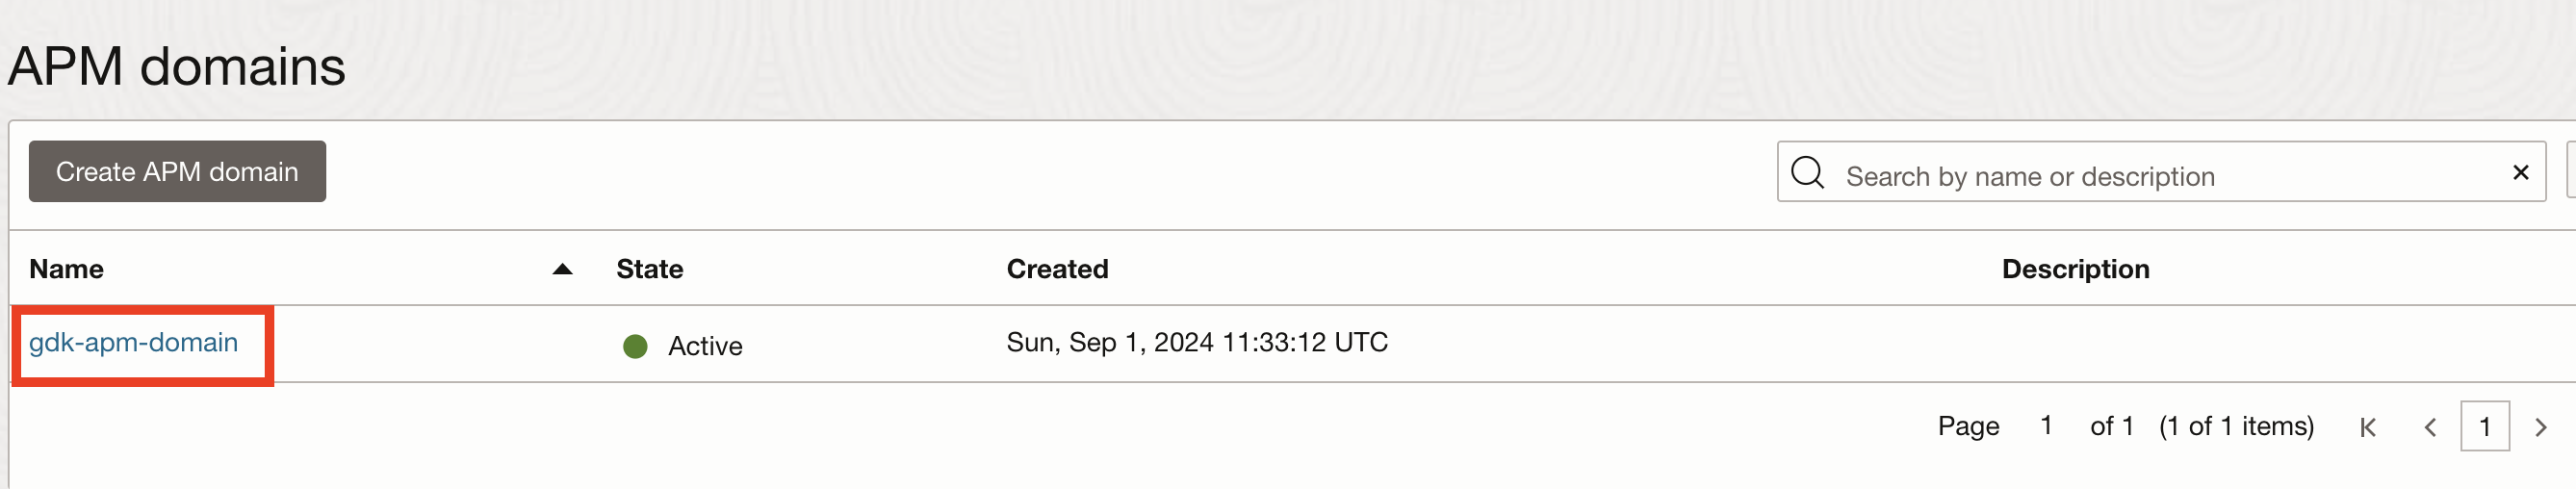 APM domains
Create APM domain
Search by name or description
Name State Created Description
gdk-apm-domain Active Sun, Sep 1, 2024 11:33:12 UTC
Page 1 of 1 (1 of 1 items) 1